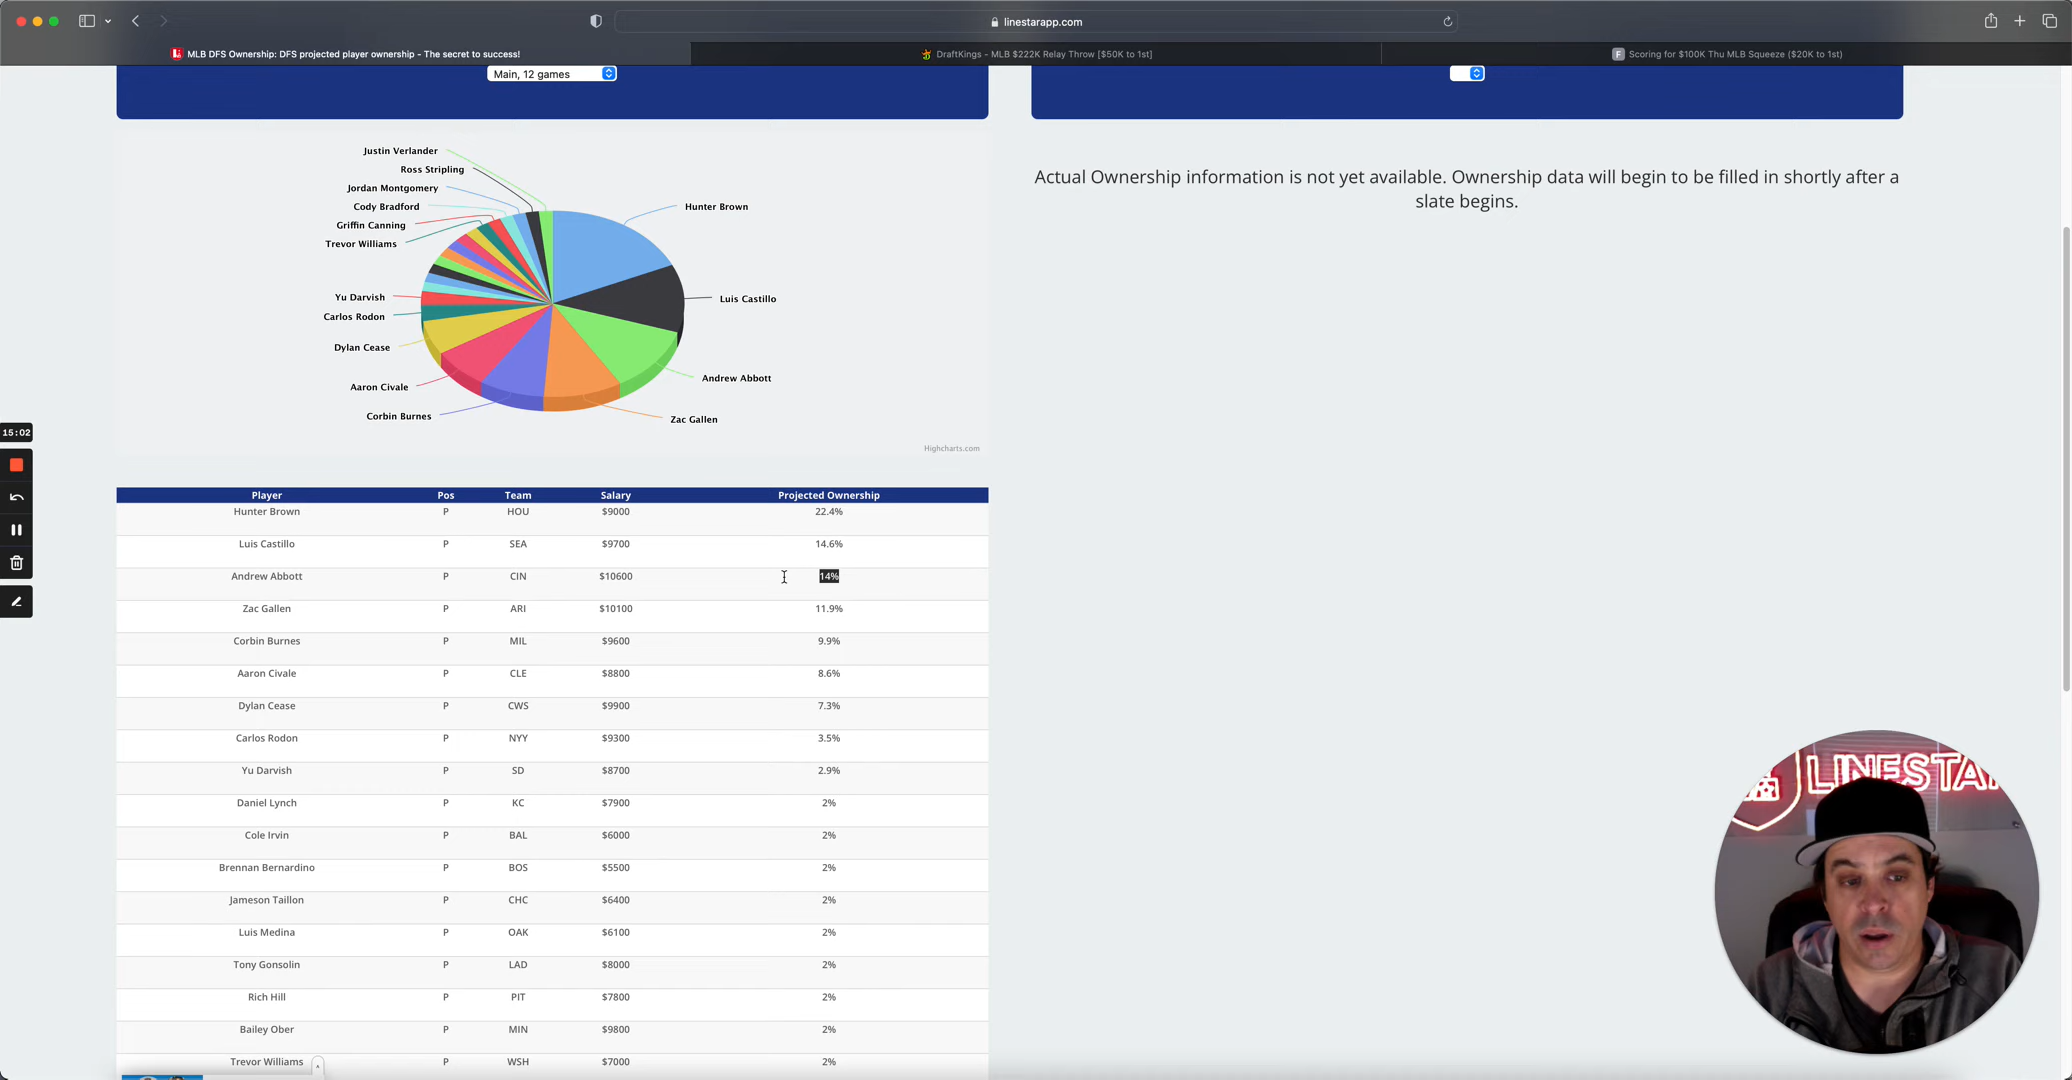 linestarapp.com
MLB DFS Ownership: DFS projected player ownership - The secret to success!
DraftKings - MLB $222K Relay Throw [$50K to 1st]
F Scoring for $100K Thu MLB Squeeze ($20K to 1st)
Main, 12 games
Justin Verlander
Ross Stripling
Jordan Montgomery
Cody Bradford
Griffin Canning
Trevor Williams
Yu Darvish
Carlos Rodon
Dylan Cease
Aaron Civale
Corbin Burnes
Hunter Brown
Luis Castillo
Andrew Abbott
Zac Gallen
Highcharts.com
Actual Ownership information is not yet available. Ownership data will begin to be filled in shortly after a
slate begins.
15:02
Player Pos Team Salary Projected Ownership
Hunter Brown P HOU $9000 22.4%
Luis Castillo P SEA $9700 14.6%
Andrew Abbott P CIN $10600 14%
Zac Gallen P ARI $10100 11.9%
Corbin Burnes P MIL $9600 9.9%
Aaron Civale P CLE $8800 8.6%
Dylan Cease P CWS $9900 7.3%
Carlos Rodon P NYY $9300 3.5%
Yu Darvish P SD $8700 2.9%
Daniel Lynch P KC $7900 2%
Cole Irvin P BAL $6000 2%
Brennan Bernardino P BOS $5500 2%
Jameson Taillon P CHC $6400 2%
Luis Medina P OAK $6100 2%
Tony Gonsolin P LAD $8000 2%
Rich Hill P PIT $7800 2%
Bailey Ober P MIN $9800 2%
Trevor Williams P WSH $7000 2%
LINESTA